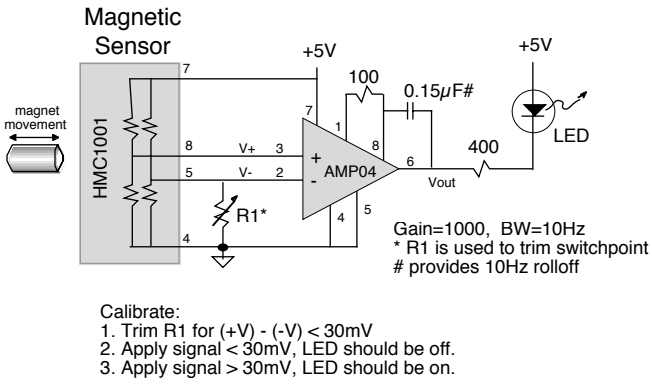 Magnetic
Sensor
HMC1001
magnet
movement
7
8
5
4
V+
V-
3
2
R1*
+5V
7
1
100
8
0.15µF#
+
-
AMP04
6
Vout
4
5
400
+5V
LED
Gain=1000, BW=10Hz
* R1 is used to trim switchpoint
# provides 10Hz rolloff
Calibrate:
1. Trim R1 for (+V) - (-V) < 30mV
2. Apply signal < 30mV, LED should be off.
3. Apply signal > 30mV, LED should be on.